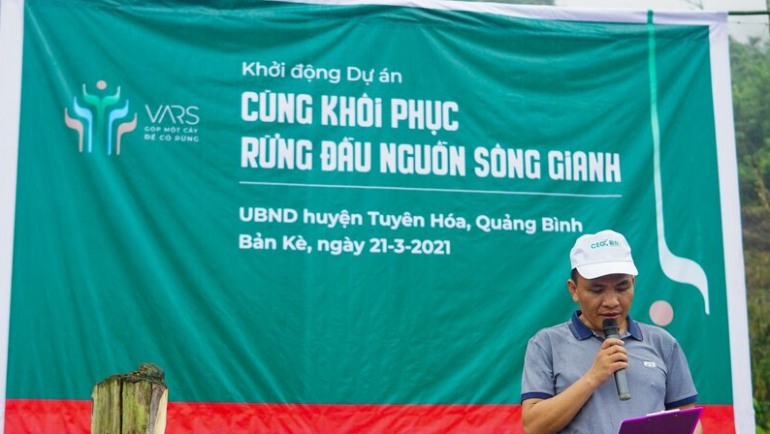 VARS
GÓP MỘT CÂY
ĐỂ CÓ RỪNG
Khởi động Dự án
CÙNG KHÔI PHỤC
RỪNG ĐẦU NGUỒN SÔNG GIANH
UBND huyện Tuyên Hóa, Quảng Bình
Bản Kè, ngày 21-3-2021